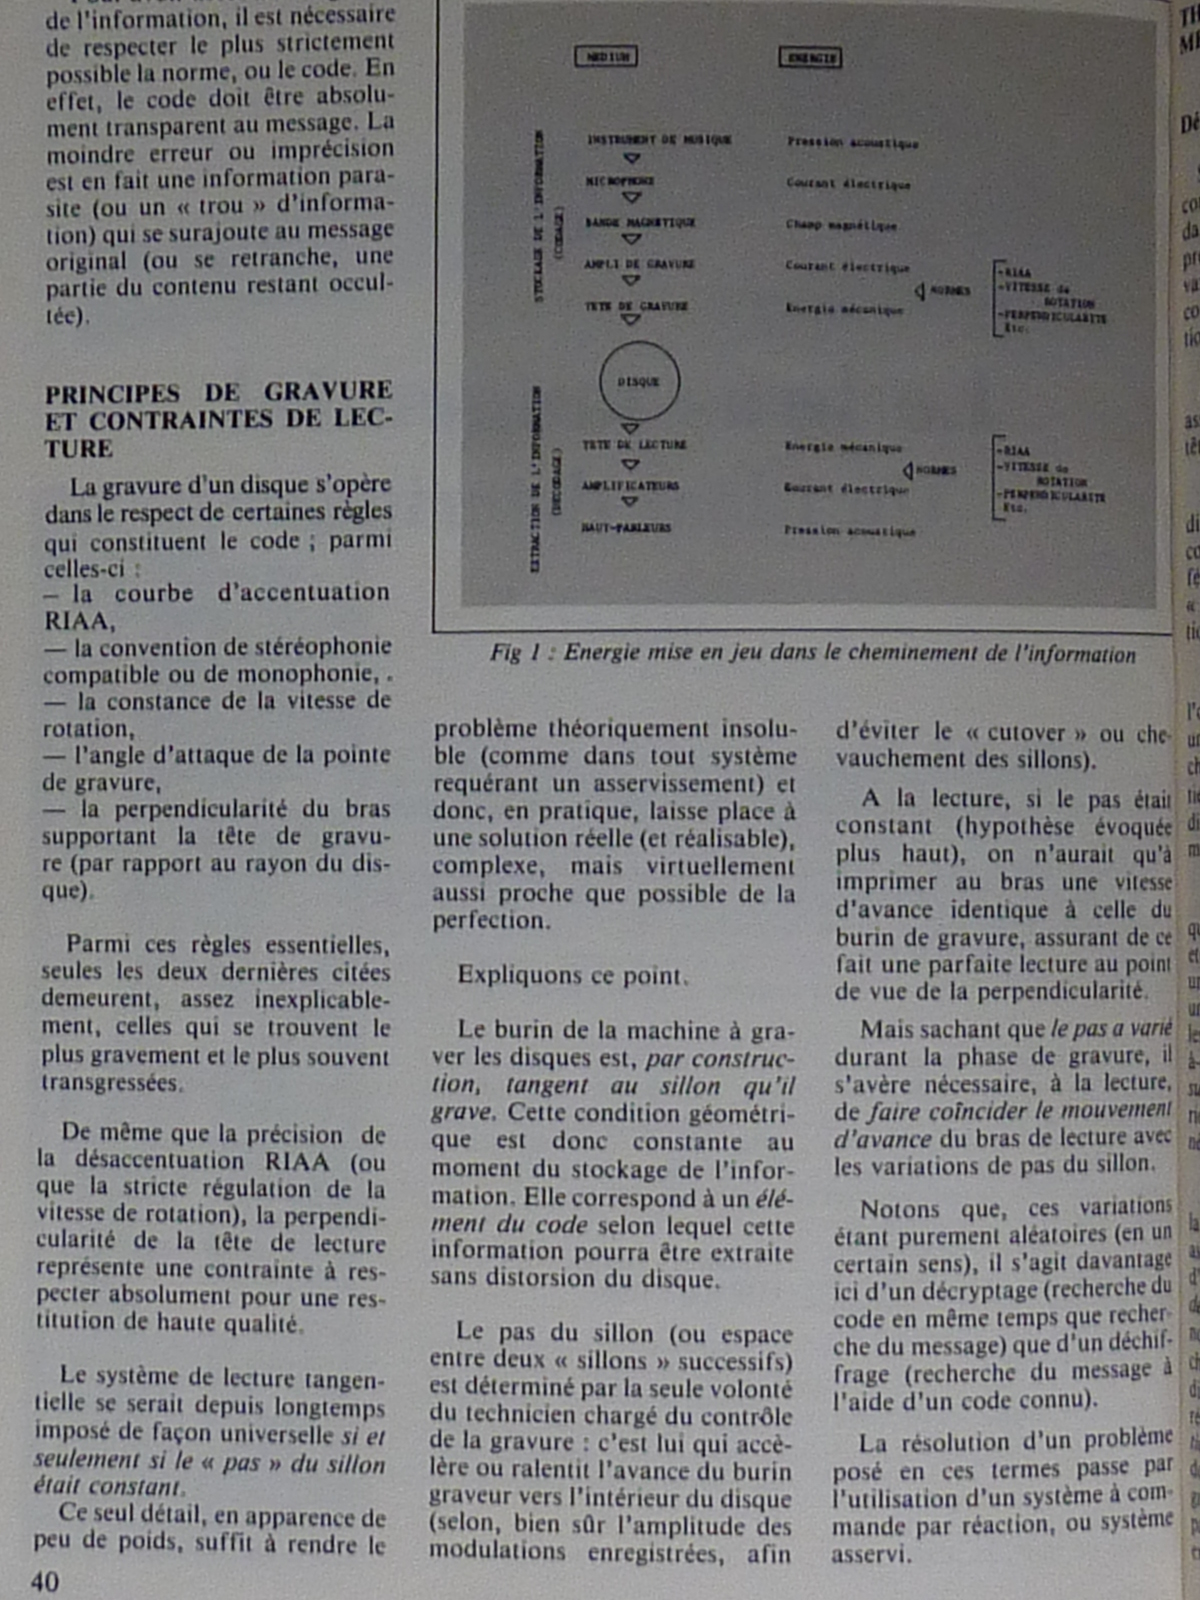 de l'information, il est nécessaire
de respecter le plus strictement
possible la norme, ou le code. En
effet, le code doit être absolu-
ment transparent au message. La
moindre erreur ou imprécision
est en fait une information para-
site (ou un « trou » d'informa-
tion) qui se surajoute au message
original (ou se retranche, une
partie du contenu restant occul-
tée).
PRINCIPES DE GRAVURE
ET CONTRAINTES DE LEC-
TURE
La gravure d'un disque s'opère
dans le respect de certaines règles
qui constituent le code ; parmi
celles-ci :
– la courbe d'accentuation
RIAA,
— la convention de stéréophonie
compatible ou de monophonie, .
— la constance de la vitesse de
rotation,
— l'angle d'attaque de la pointe
de gravure,
— la perpendicularité du bras
supportant la tête de gravu-
re (par rapport au rayon du dis-
que).
Parmi ces règles essentielles,
seules les deux dernières citées
demeurent, assez inexplicable-
ment, celles qui se trouvent le
plus gravement et le plus souvent
transgressées.
De même que la précision de
la désaccentuation RIAA (ou
que la stricte régulation de la
vitesse de rotation), la perpendi-
cularité de la tête de lecture
représente une contrainte à res-
pecter absolument pour une res-
titution de haute qualité.
Le système de lecture tangen-
tielle se serait depuis longtemps
imposé de façon universelle si et
seulement si le « pas » du sillon
était constant.
Ce seul détail, en apparence de
peu de poids, suffit à rendre le
40
MEDIUM
ENERGIE
STOCKAGE DE L'INFORMATION
(CODAGE)
INSTRUMENT DE MUSIQUE
Pression acoustique
MICROPHONE
Courant électrique
BANDE MAGNETIQUE
Champ magnétique
AMPLI DE GRAVURE
Courant électrique
TETE DE GRAVURE
Energie mécanique
NORMES
-RIAA
-VITESSE de
ROTATION
-PERPENDICULARITE
Etc.
DISQUE
EXTRACTION DE L'INFORMATION
(DECODAGE)
TETE DE LECTURE
Energie mécanique
AMPLIFICATEURS
Courant électrique
HAUT-PARLEURS
Pression acoustique
NORMES
-RIAA
-VITESSE de
ROTATION
-PERPENDICULARITE
Etc.
Fig 1 : Energie mise en jeu dans le cheminement de l'information
problème théoriquement insolu-
ble (comme dans tout système
requérant un asservissement) et
donc, en pratique, laisse place à
une solution réelle (et réalisable),
complexe, mais virtuellement
aussi proche que possible de la
perfection.
Expliquons ce point.
Le burin de la machine à gra-
ver les disques est, par construc-
tion, tangent au sillon qu'il
grave. Cette condition géométri-
que est donc constante au
moment du stockage de l'infor-
mation. Elle correspond à un élé-
ment du code selon lequel cette
information pourra être extraite
sans distorsion du disque.
Le pas du sillon (ou espace
entre deux « sillons » successifs)
est déterminé par la seule volonté
du technicien chargé du contrôle
de la gravure : c'est lui qui accè-
lère ou ralentit l'avance du burin
graveur vers l'intérieur du disque
(selon, bien sûr l'amplitude des
modulations enregistrées, afin
d'éviter le « cutover » ou che-
vauchement des sillons).
A la lecture, si le pas était
constant (hypothèse évoquée
plus haut), on n'aurait qu'à
imprimer au bras une vitesse
d'avance identique à celle du
burin de gravure, assurant de ce
fait une parfaite lecture au point
de vue de la perpendicularité.
Mais sachant que le pas a varié
durant la phase de gravure, il
s'avère nécessaire, à la lecture,
de faire coïncider le mouvement
d'avance du bras de lecture avec
les variations de pas du sillon.
Notons que, ces variations
étant purement aléatoires (en un
certain sens), il s'agit davantage
ici d'un décryptage (recherche du
code en même temps que recher-
che du message) que d'un déchif-
frage (recherche du message à
l'aide d'un code connu).
La résolution d'un problème
posé en ces termes passe par
l'utilisation d'un système à com-
mande par réaction, ou système
asservi.